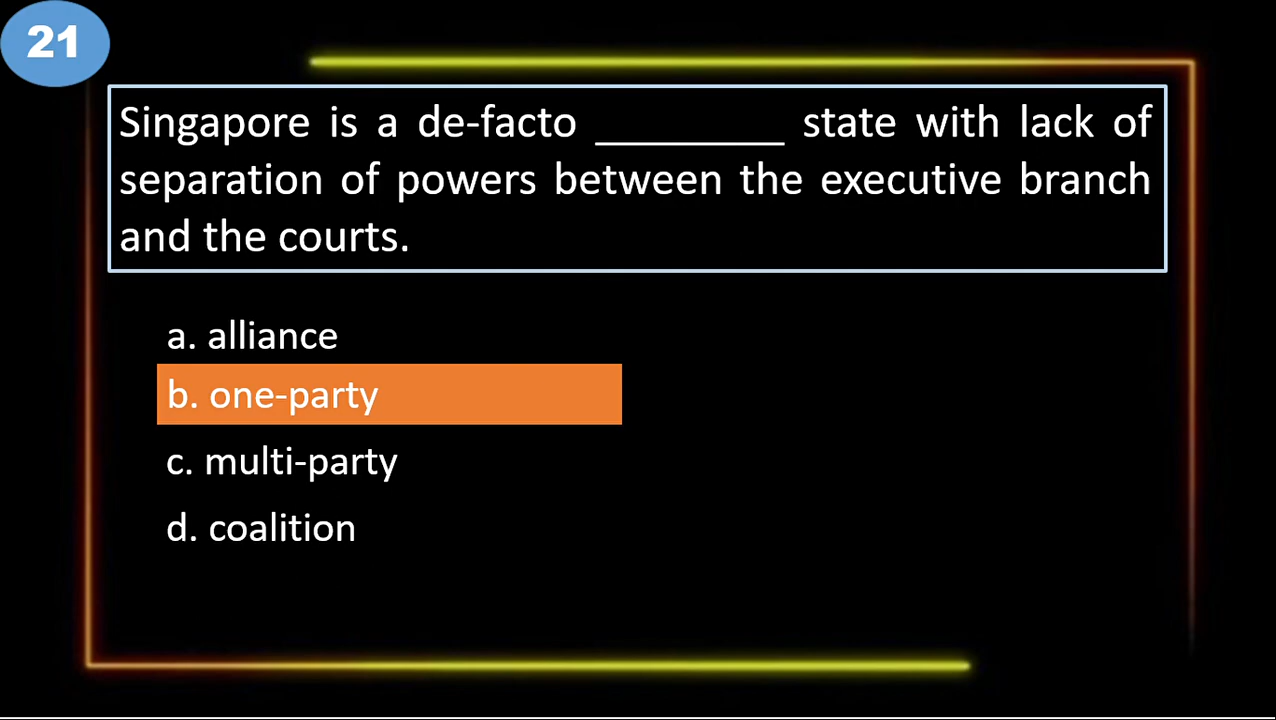 21
Singapore is a de-facto _________ state with lack of
separation of powers between the executive branch
and the courts.
a. alliance
b. one-party
c. multi-party
d. coalition